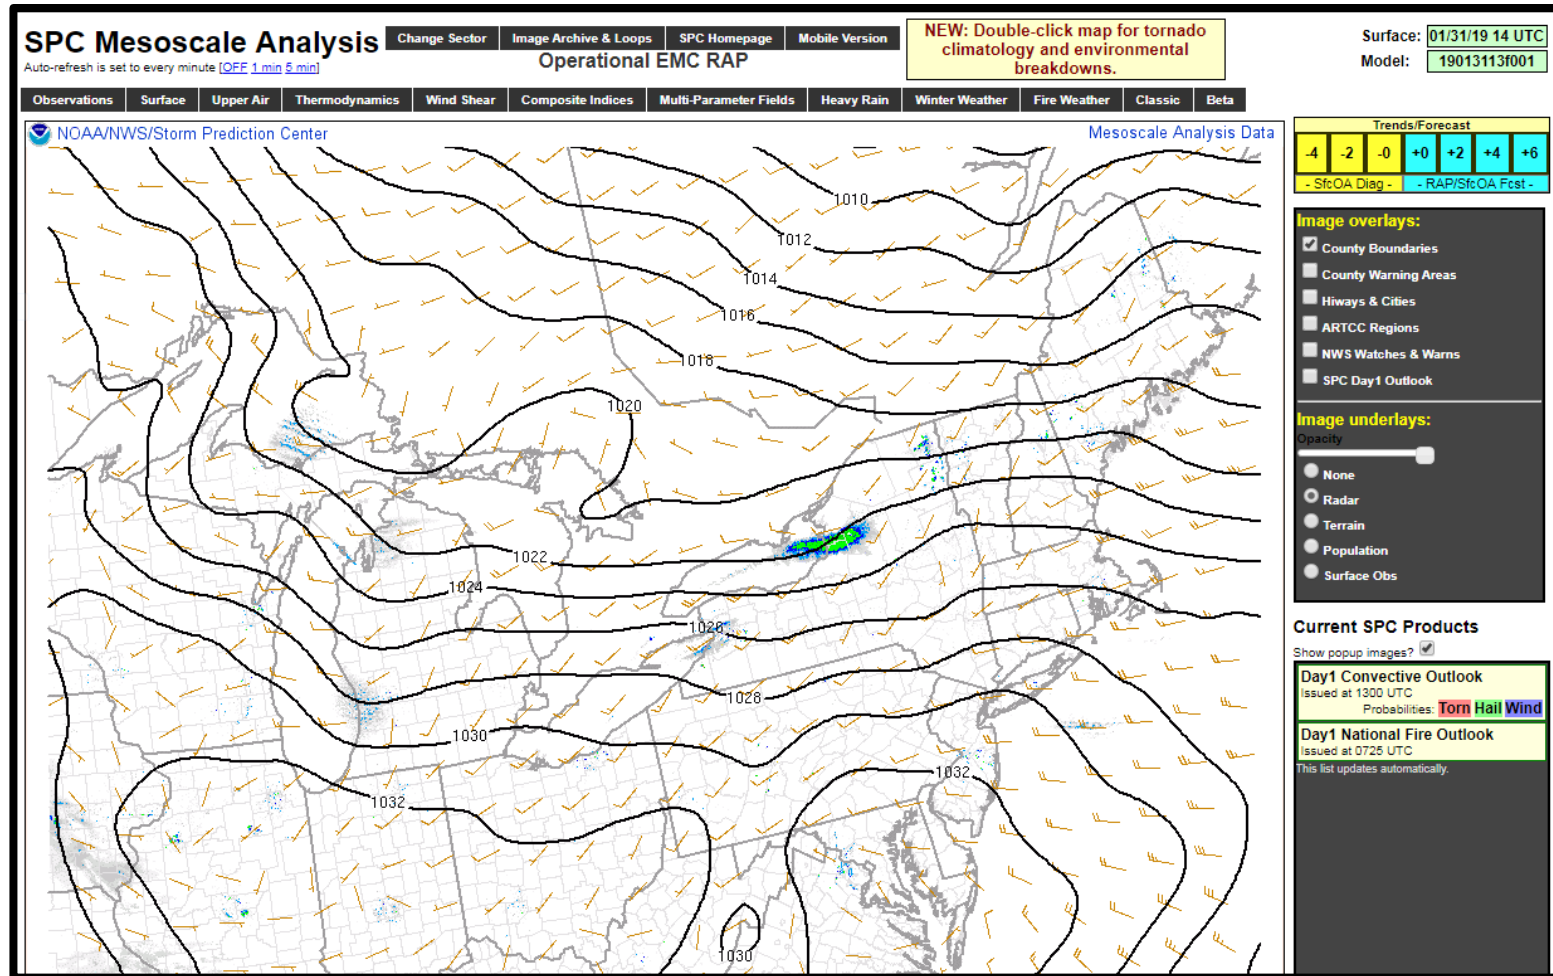 SPC Mesoscale Analysis
Change Sector
Image Archive & Loops
SPC Homepage
Mobile Version
Auto-refresh is set to every minute [OFF 1 min 5 min]
Operational EMC RAP
NEW: Double-click map for tornado
climatology and environmental
breakdowns.
Surface: 01/31/19 14 UTC
Model: 19013113f001
Observations
Surface
Upper Air
Thermodynamics
Wind Shear
Composite Indices
Multi-Parameter Fields
Heavy Rain
Winter Weather
Fire Weather
Classic
Beta
NOAA/NWS/Storm Prediction Center
Mesoscale Analysis Data
1010
1012
1014
1016
1018
1020
1022
1024
1026
1028
1030
1032
1032
1030
Trends/Forecast
-4 -2 -0 +0 +2 +4 +6
- SfcOA Diag - - RAP/SfcOA Fcst -
Image overlays:
County Boundaries
County Warning Areas
Hiways & Cities
ARTCC Regions
NWS Watches & Warns
SPC Day1 Outlook
Image underlays:
Opacity
None
Radar
Terrain
Population
Surface Obs
Current SPC Products
Show popup images?
Day1 Convective Outlook
Issued at 1300 UTC
Probabilities: Torn Hail Wind
Day1 National Fire Outlook
Issued at 0725 UTC
This list updates automatically.